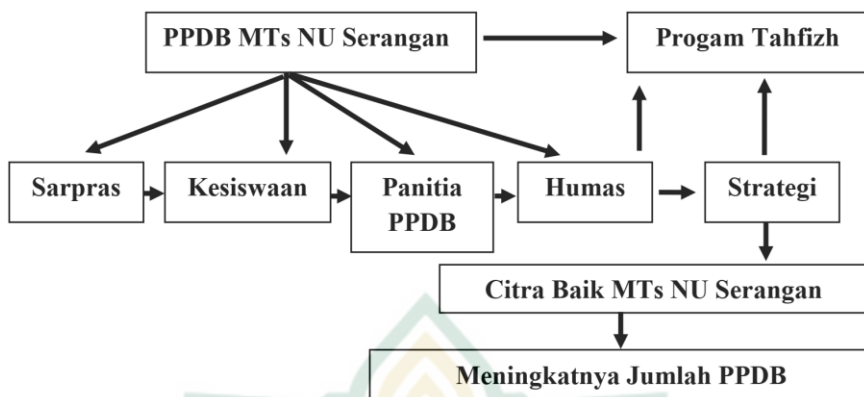 PPDB MTs NU Serangan
Progam Tahfizh
Sarpras
Kesiswaan
Panitia
PPDB
Humas
Strategi
Citra Baik MTs NU Serangan
Meningkatnya Jumlah PPDB